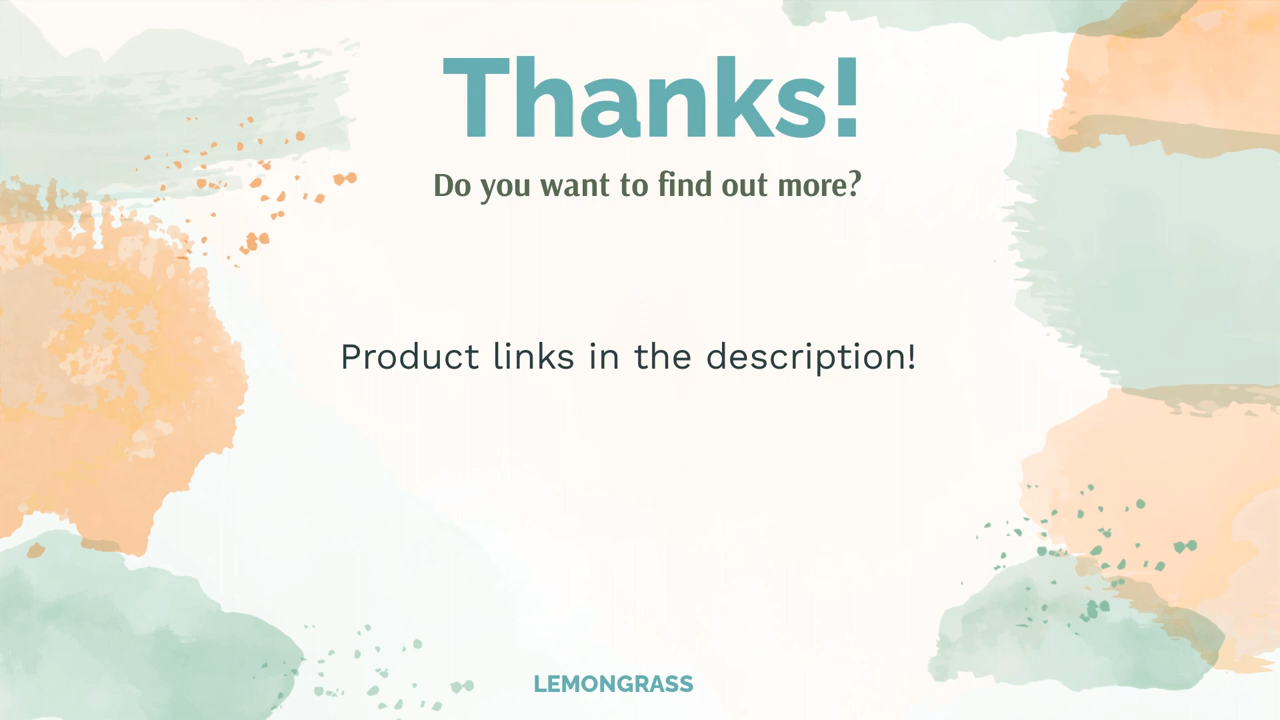 Thanks!
Do you want to find out more?
Product links in the description!
LEMONGRASS